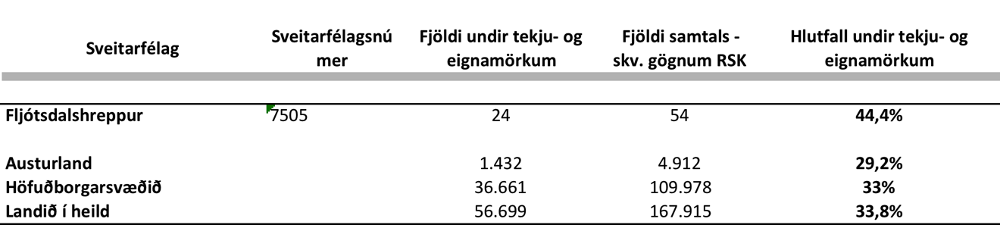 Sveitarfélag Sveitarfélagsnú Fjöldi undir tekju- og Fjöldi samtals - Hlutfall undir tekju- og
mer eignamörkum skv. gögnum RSK eignamörkum
Fljótsdalshreppur 7505 24 54 44,4%
Austurland 1.432 4.912 29,2%
Höfuðborgarsvæðið 36.661 109.978 33%
Landið í heild 56.699 167.915 33,8%